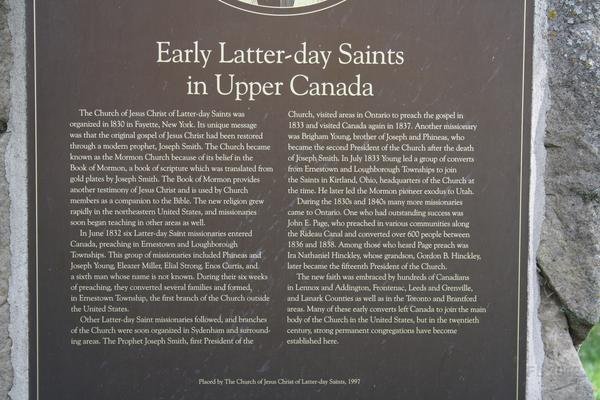 Early Latter-day Saints
in Upper Canada
The Church of Jesus Christ of Latter-day Saints was
organized in 1830 in Fayette, New York. Its unique message
was that the original gospel of Jesus Christ had been restored
through a modern prophet, Joseph Smith. The Church became
known as the Mormon Church because of its belief in the
Book of Mormon, a book of scripture which was translated from
gold plates by Joseph Smith. The Book of Mormon provides
another testimony of Jesus Christ and is used by Church
members as a companion to the Bible. The new religion grew
rapidly in the northeastern United States, and missionaries
soon began teaching in other areas as well.
In June 1832 six Latter-day Saint missionaries entered
Canada, preaching in Ernestown and Loughborough
Townships. This group of missionaries included Phineas and
Joseph Young, Eleazer Miller, Elial Strong, Enos Curtis, and
a sixth man whose name is not known. During their six weeks
of preaching, they converted several families and formed,
in Ernestown Township, the first branch of the Church outside
the United States.
Other Latter-day Saint missionaries followed, and branches
of the Church were soon organized in Sydenham and surround-
ing areas. The Prophet Joseph Smith, first President of the
Church, visited areas in Ontario to preach the gospel in
1833 and visited Canada again in 1837. Another missionary
was Brigham Young, brother of Joseph and Phineas, who
became the second President of the Church after the death
of Joseph Smith. In July 1833 Young led a group of converts
from Ernestown and Loughborough Townships to join
the Saints in Kirtland, Ohio, headquarters of the Church at
the time. He later led the Mormon pioneer exodus to Utah.
During the 1830s and 1840s many more missionaries
came to Ontario. One who had outstanding success was
John E. Page, who preached in various communities along
the Rideau Canal and converted over 600 people between
1836 and 1838. Among those who heard Page preach was
Ira Nathaniel Hinckley, whose grandson, Gordon B. Hinckley,
later became the fifteenth President of the Church.
The new faith was embraced by hundreds of Canadians
in Lennox and Addington, Frontenac, Leeds and Grenville,
and Lanark Counties as well as in the Toronto and Brantford
areas. Many of these early converts left Canada to join the main
body of the Church in the United States, but in the twentieth
century, strong permanent congregations have become
established here.
Placed by The Church of Jesus Christ of Latter-day Saints, 1997